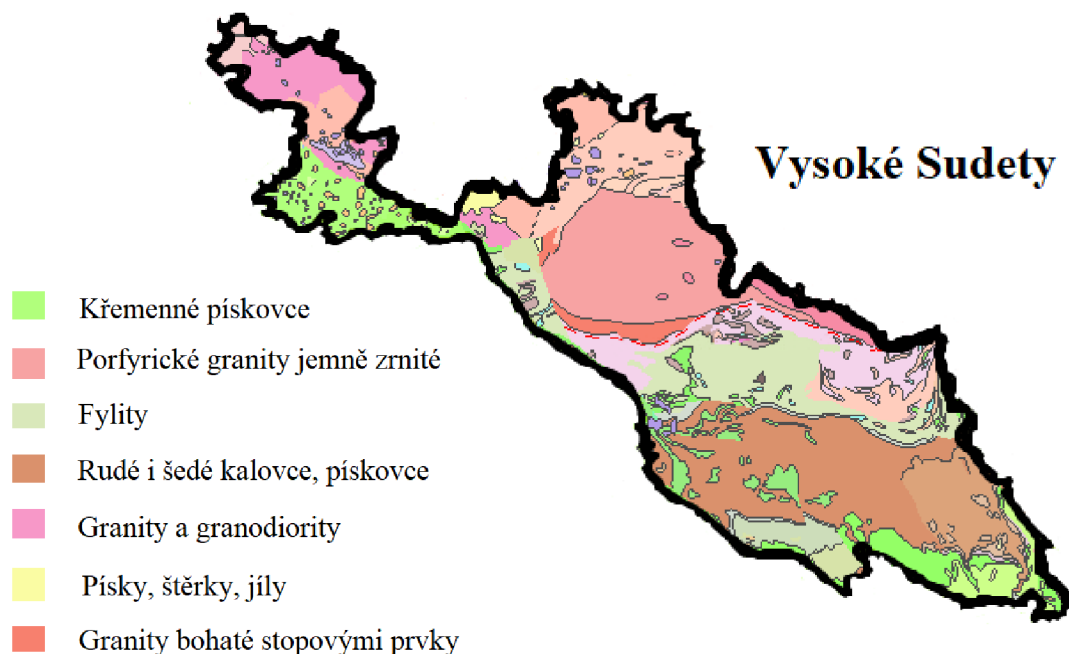 Vysoké Sudety
Křemenné pískovce
Porfyrické granity jemně zrnité
Fylity
Rudé i šedé kalovce, pískovce
Granity a granodiority
Písky, štěrky, jíly
Granity bohaté stopovými prvky